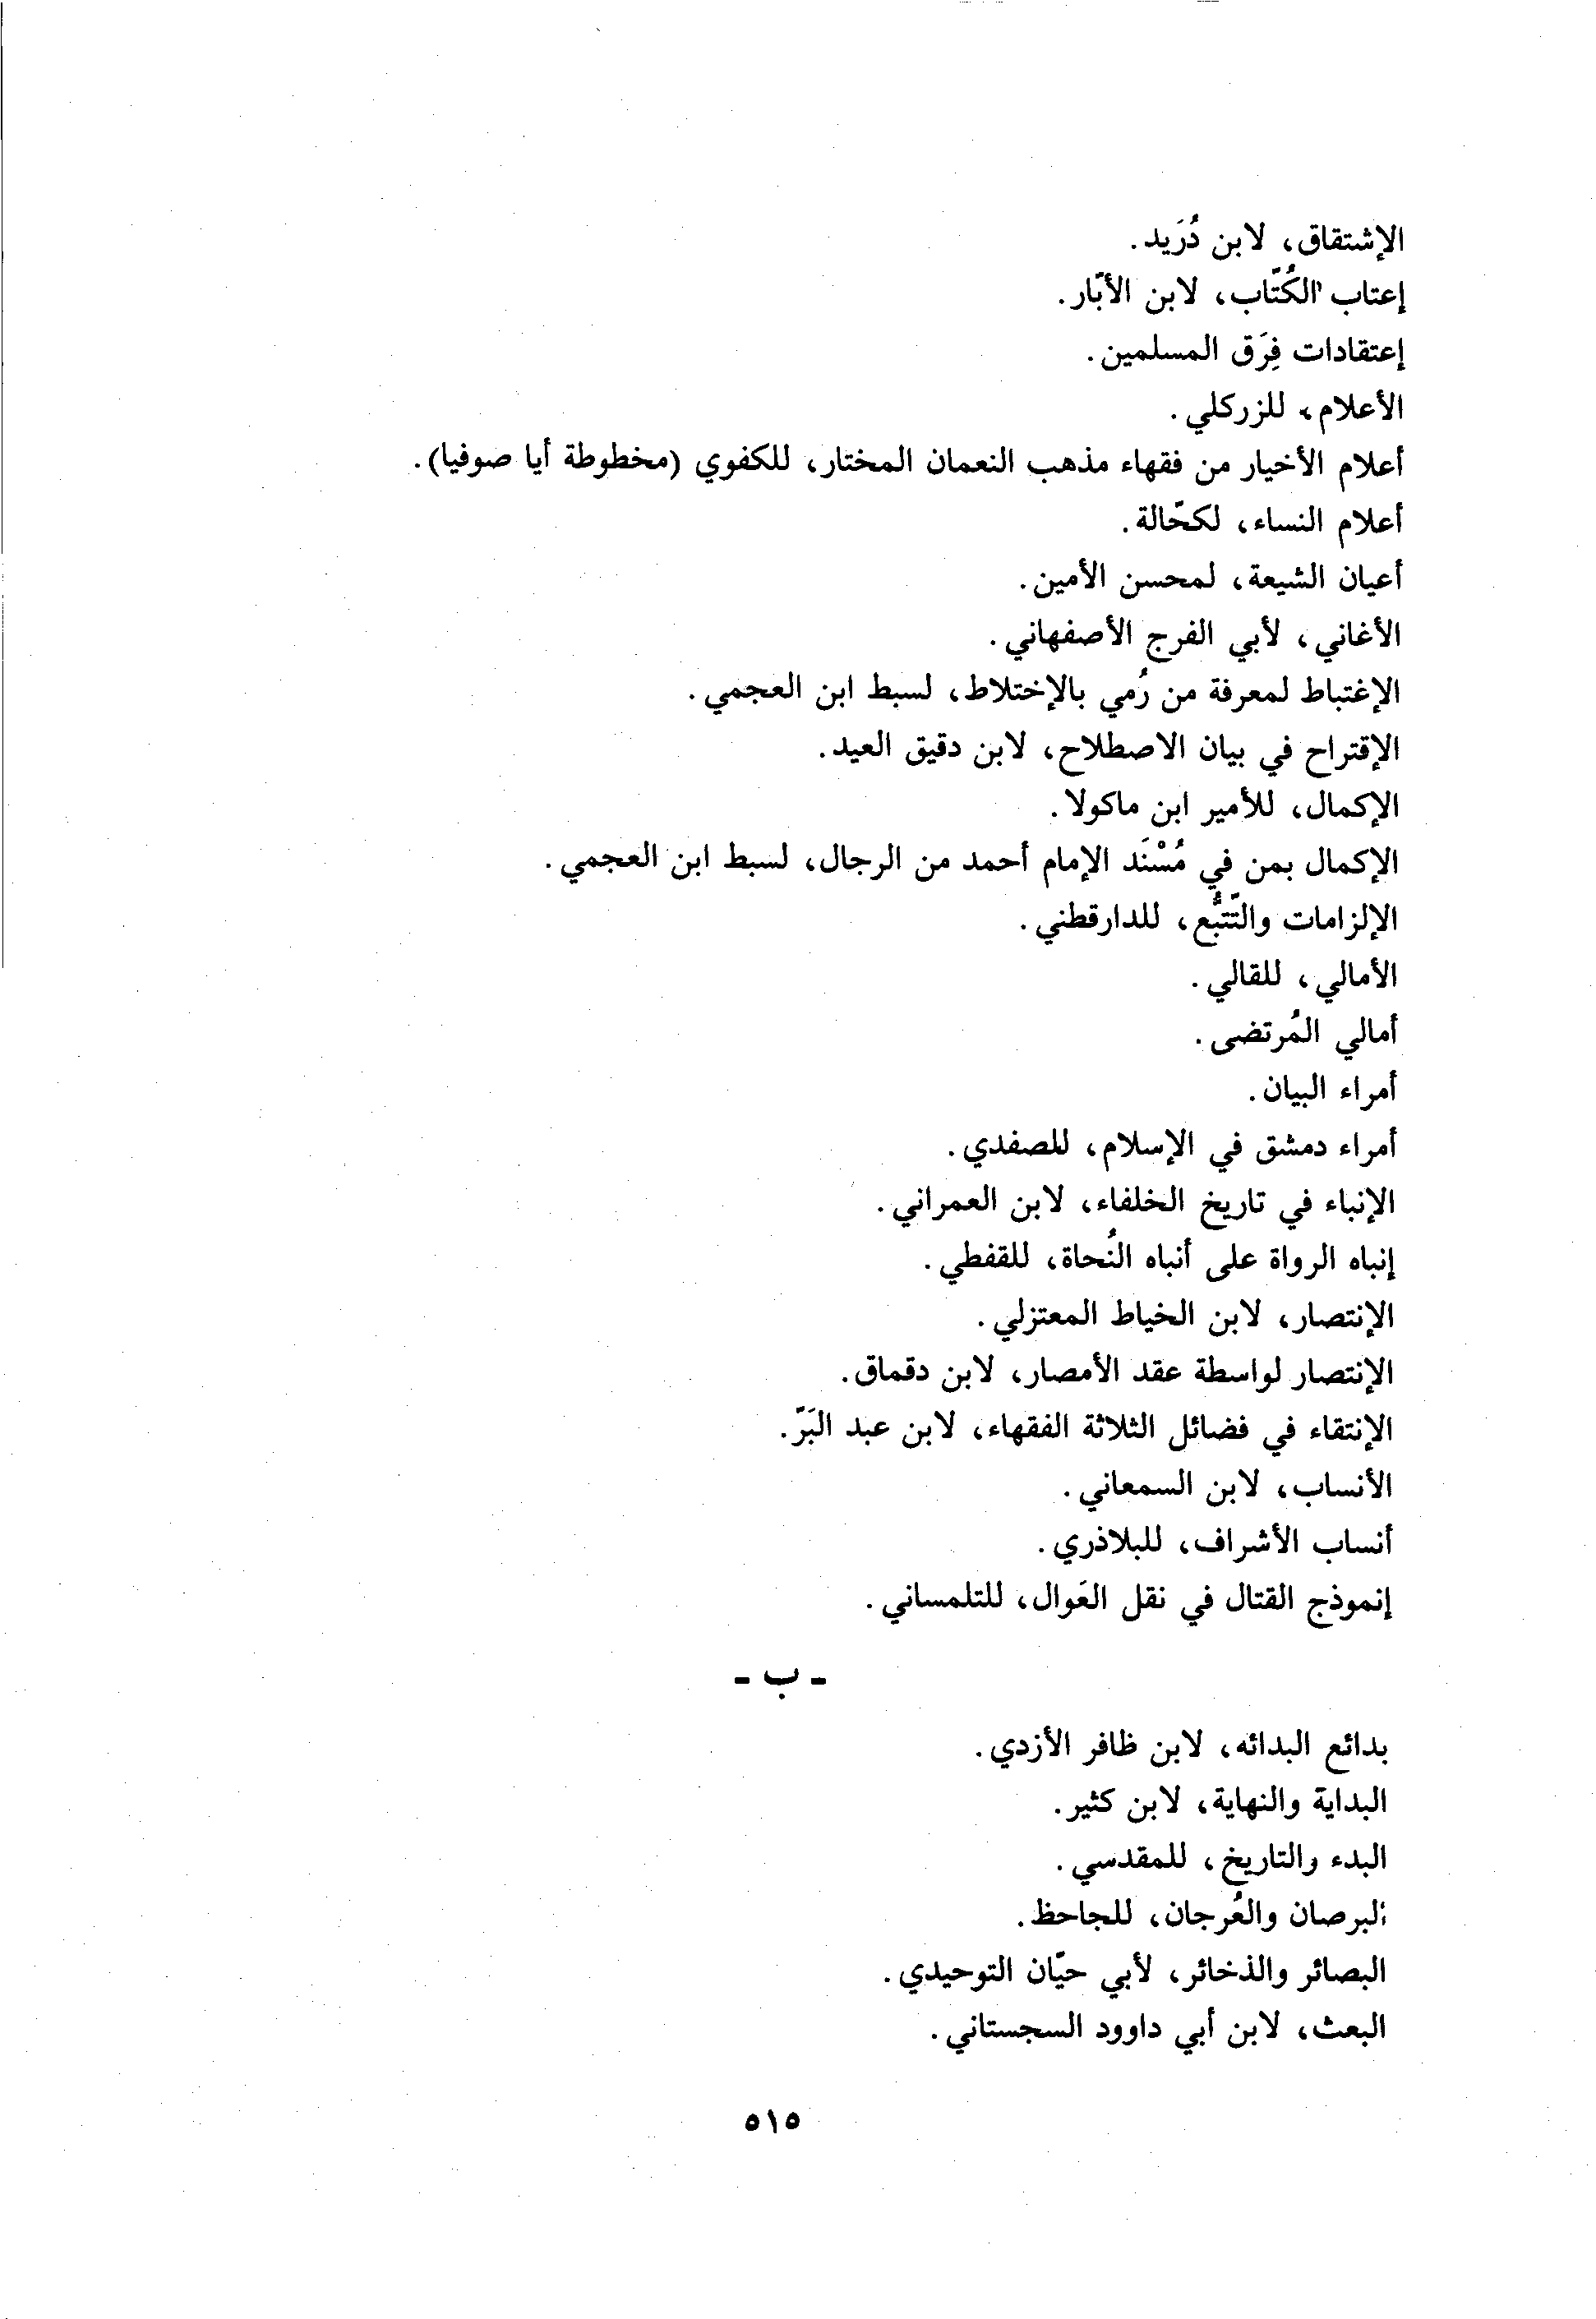 الإشتقاق، لابن دُرَيد.
إعتاب الكُتّاب، لابن الأبّار.
إعتقادات فِرَق المسلمين.
الأعلام، للزركلي.
أعلام الأخيار من فقهاء مذهب النعمان المختار، للكفوي (مخطوطة أيا صوفيا).
أعلام النساء، لكحّالة.
أعيان الشيعة، لمحسن الأمين.
الأغاني، لأبي الفرج الأصفهاني.
الإغتباط لمعرفة من رُمي بالإختلاط، لسبط ابن العجمي.
الإقتراح في بيان الاصطلاح، لابن دقيق العيد.
الإكمال، للأمير ابن ماكولا.
الإكمال بمن في مُسْنَد الإمام أحمد من الرجال، لسبط ابن العجمي.
الإلزامات والتّتبُّع، للدارقطني.
الأمالي، للقالي.
أمالي المُرتضى.
أمراء البيان.
أمراء دمشق في الإسلام، للصفدي.
الإنباء في تاريخ الخلفاء، لابن العمراني.
إنباه الرواة على أنباه النُحاة، للقفطي.
الإنتصار، لابن الخياط المعتزلي.
الإنتصار لواسطة عقد الأمصار، لابن دقماق.
الإنتقاء في فضائل الثلاثة الفقهاء، لابن عبد البَرّ.
الأنساب، لابن السمعاني.
أنساب الأشراف، للبلاذري.
إنموذج القتال في نقل العَوال، للتلمساني.
- ب -
بدائع البدائه، لابن ظافر الأزدي.
البداية والنهاية، لابن كثير.
البدء والتاريخ، للمقدسي.
البرصان والعُرجان، للجاحظ.
البصائر والذخائر، لأبي حيّان التوحيدي.
البعث، لابن أبي داوود السجستاني.
٥١٥